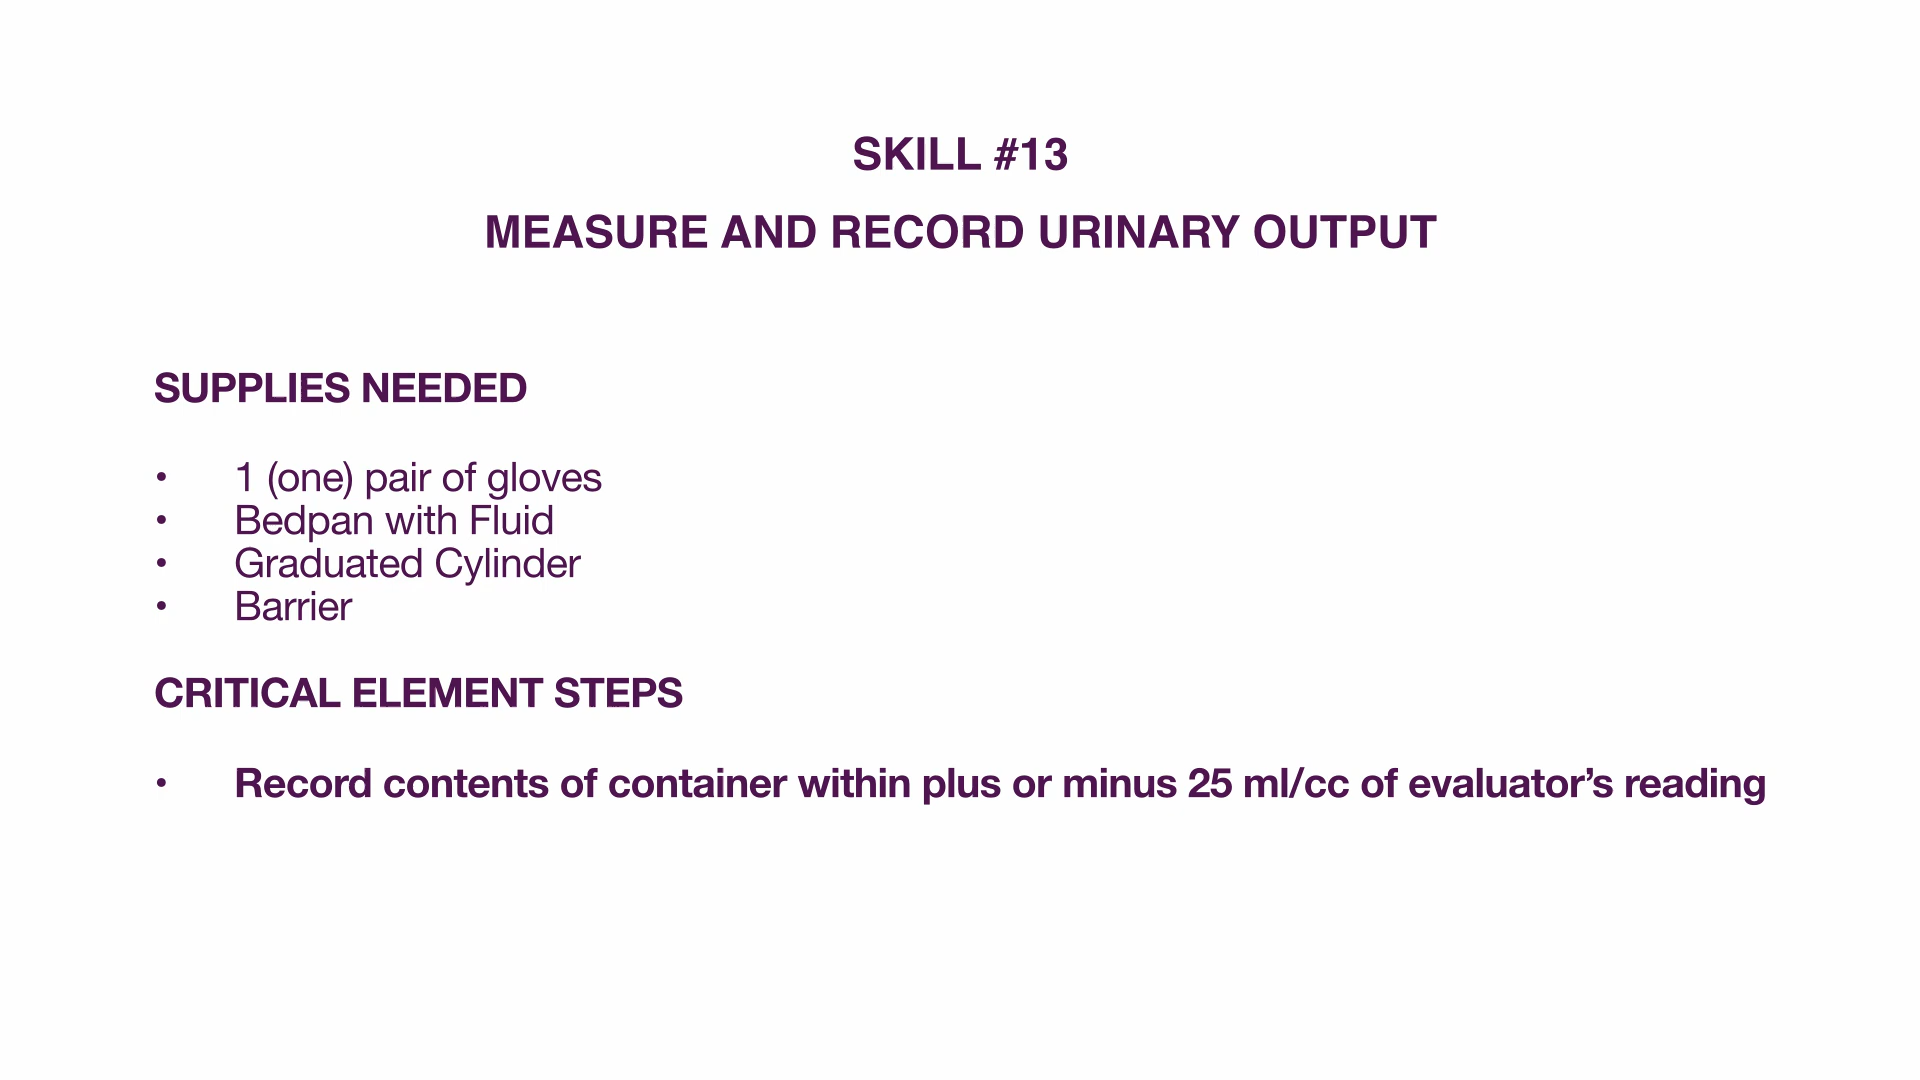 SKILL #13
MEASURE AND RECORD URINARY OUTPUT
SUPPLIES NEEDED
• 1 (one) pair of gloves
• Bedpan with Fluid
• Graduated Cylinder
• Barrier
CRITICAL ELEMENT STEPS
• Record contents of container within plus or minus 25 ml/cc of evaluator’s reading